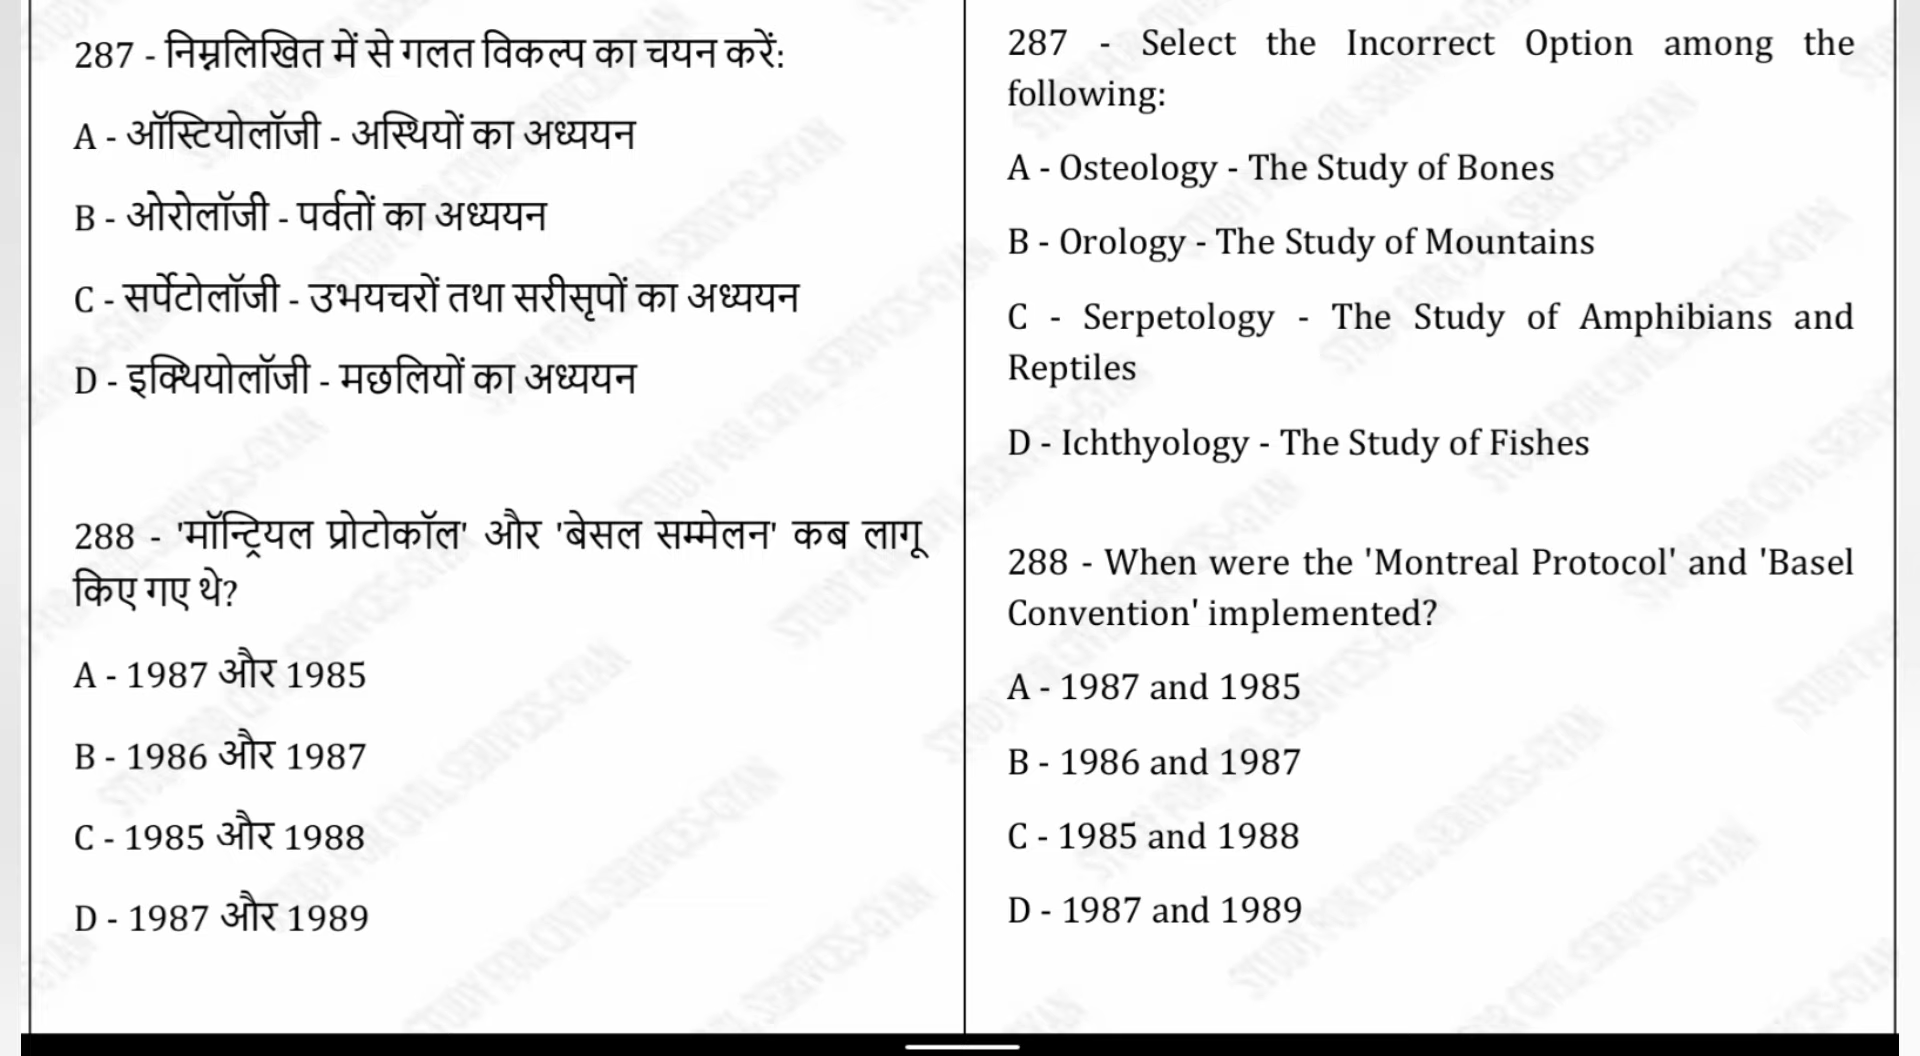 287 - निम्नलिखित में से गलत विकल्प का चयन करें:
A - ऑस्टियोलॉजी - अस्थियों का अध्ययन
B - ओरोलॉजी - पर्वतों का अध्ययन
C - सर्पेटोलॉजी - उभयचरों तथा सरीसृपों का अध्ययन
D - इक्थियोलॉजी - मछलियों का अध्ययन
288 - 'मॉन्ट्रियल प्रोटोकॉल' और 'बेसल सम्मेलन' कब लागू
किए गए थे?
A - 1987 और 1985
B - 1986 और 1987
C - 1985 और 1988
D - 1987 और 1989
287 - Select the Incorrect Option among the
following:
A - Osteology - The Study of Bones
B - Orology - The Study of Mountains
C - Serpetology - The Study of Amphibians and
Reptiles
D - Ichthyology - The Study of Fishes
288 - When were the 'Montreal Protocol' and 'Basel
Convention' implemented?
A - 1987 and 1985
B - 1986 and 1987
C - 1985 and 1988
D - 1987 and 1989
STUDY FOR CIVIL SERVICES-GYAN